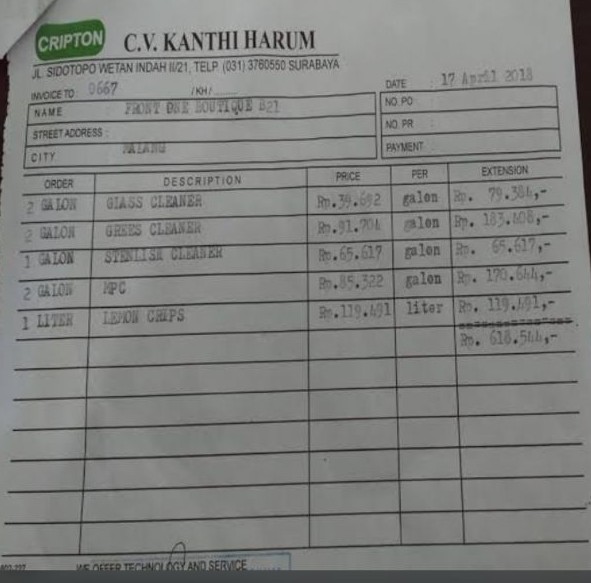 CRIPTON
C.V. KANTHI HARUM
JL. SIDOTOPO WETAN INDAH II/21, TELP. (031) 3760550 SURABAYA
INVOICE TO : 0667 /KH/
DATE : 17 April 2018
NAME : FRONT ONE BOUTIQUE B21
NO. PO :
STREET ADDRESS :
NO. PR :
CITY MALANG
PAYMENT :
ORDER DESCRIPTION PRICE PER EXTENSION
2 GALON GLASS CLEANER Rp.39.692 galon Rp. 79.384,-
2 GALON GREES CLEANER Rp.91.704 galon Rp. 183.408,-
1 GALON STENLISH CLEANER Rp.65.617 galon Rp. 65.617,-
2 GALON MPC Rp.85.322 galon Rp. 170.644,-
1 LITER LEMON CRIPS Rp.119.491 liter Rp. 119.491,-
Rp. 618.544,-
WE OFFER TECHNOLOGY AND SERVICE